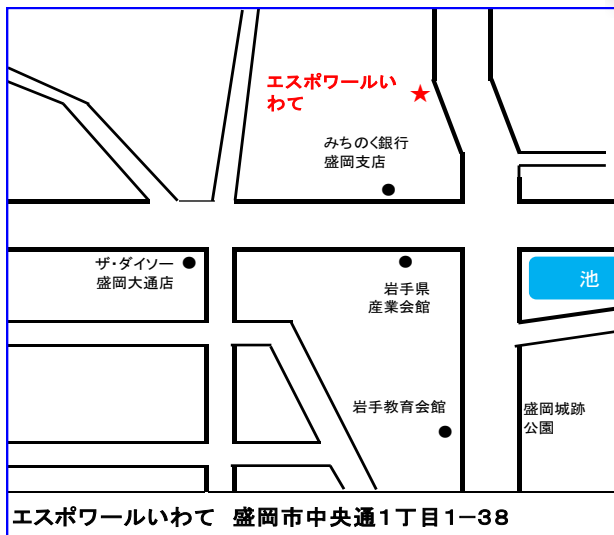 エスポワールい
わて
みちのく銀行
盛岡支店
ザ・ダイソー
盛岡大通店
岩手県
産業会館
池
岩手教育会館
盛岡城跡
公園
エスポワールいわて 盛岡市中央通1丁目1-38